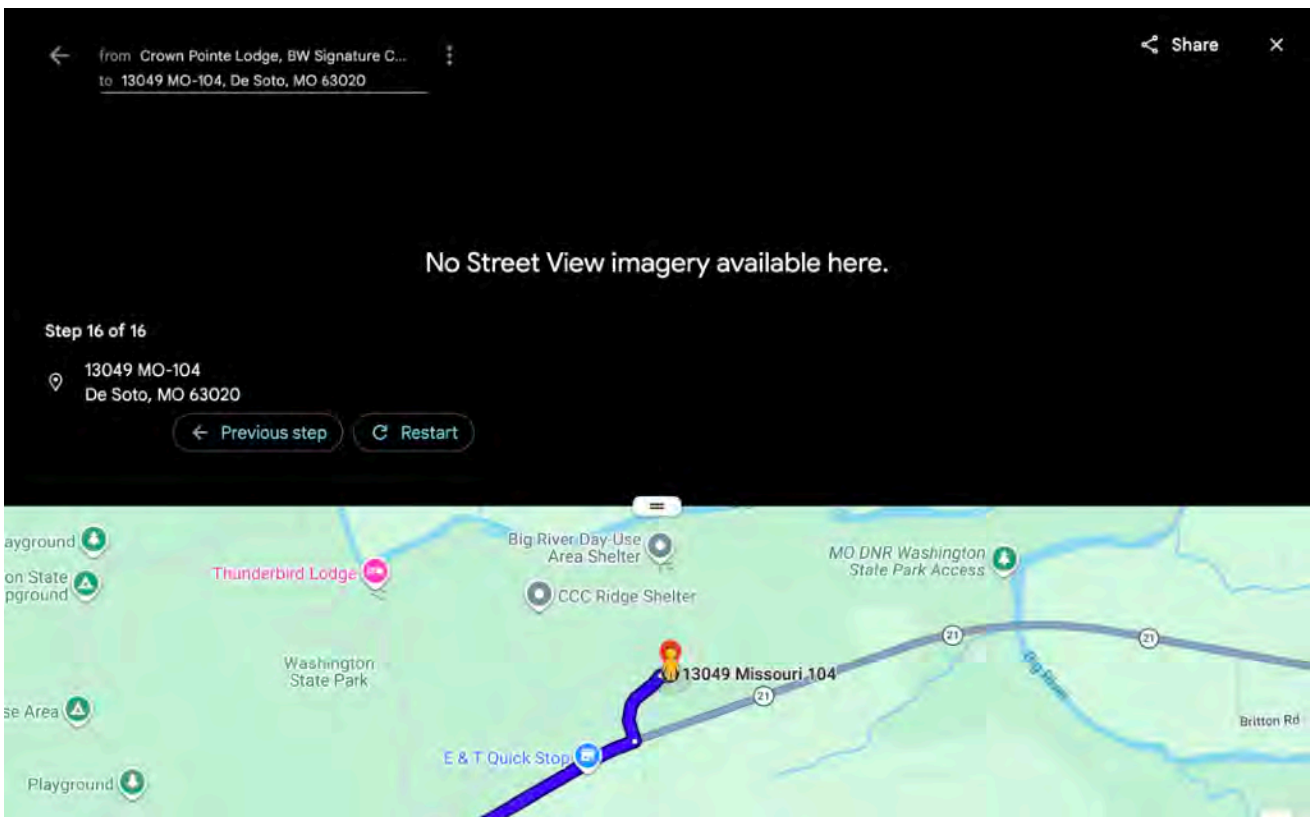 from Crown Pointe Lodge, BW Signature C...
to 13049 MO-104, De Soto, MO 63020
Share
No Street View imagery available here.
Step 16 of 16
13049 MO-104
De Soto, MO 63020
Previous step
Restart
ayground
on State
pground
Thunderbird Lodge
Big River Day-Use
Area Shelter
CCC Ridge Shelter
MO DNR Washington
State Park Access
21
21
Washington
State Park
13049 Missouri 104
21
Big River
se Area
E & T Quick Stop
Britton Rd
Playground